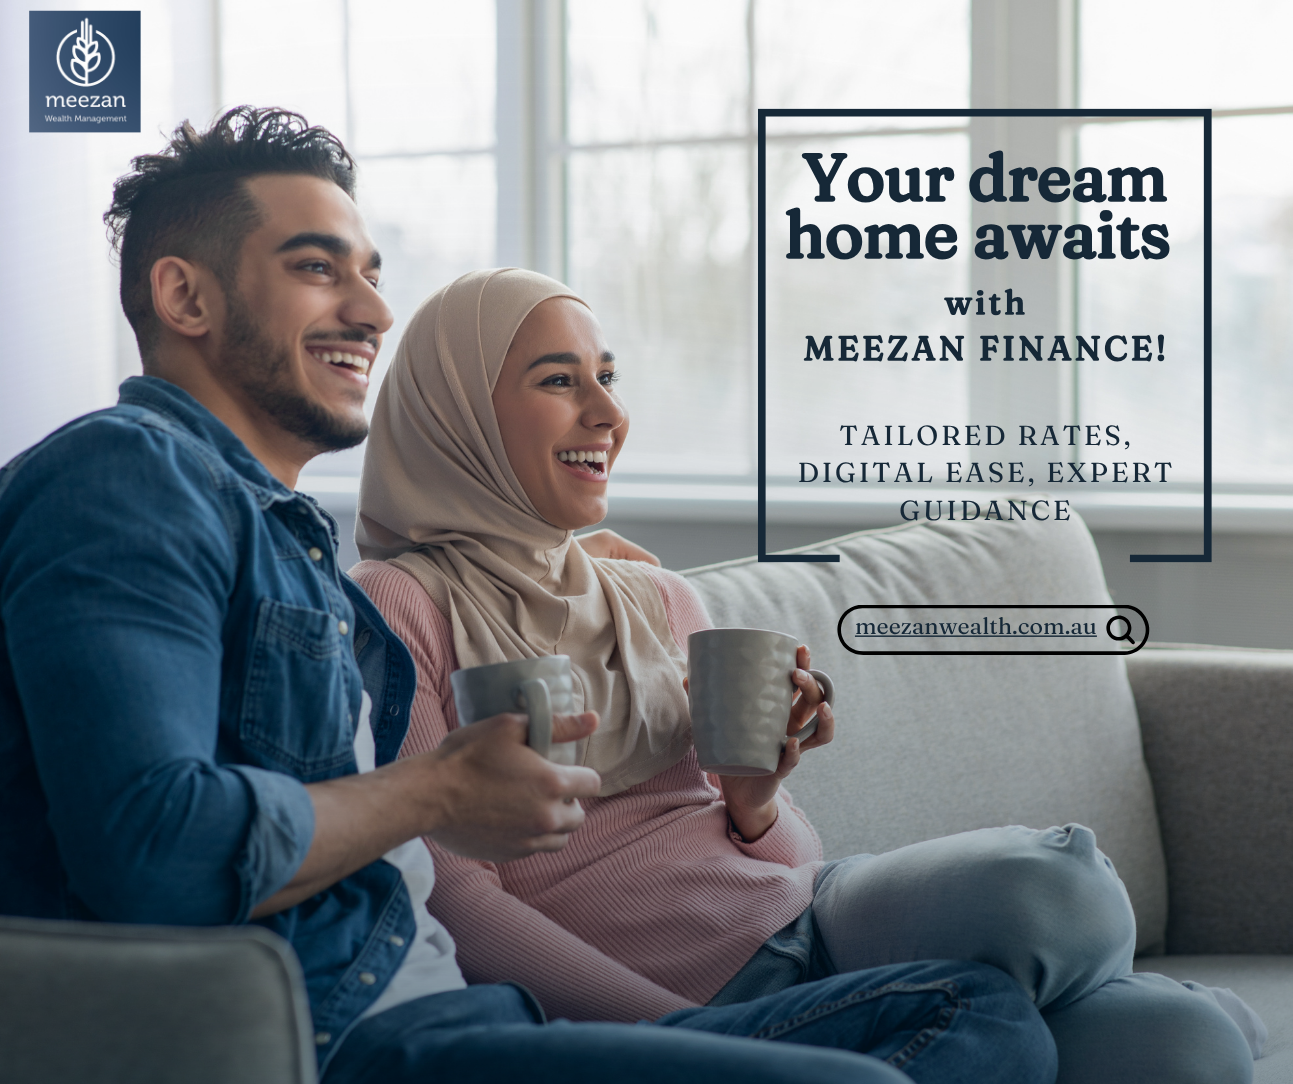 meezan
Wealth Management
Your dream
home awaits
with
MEEZAN FINANCE!
TAILORED RATES,
DIGITAL EASE, EXPERT
GUIDANCE
meezanwealth.com.au